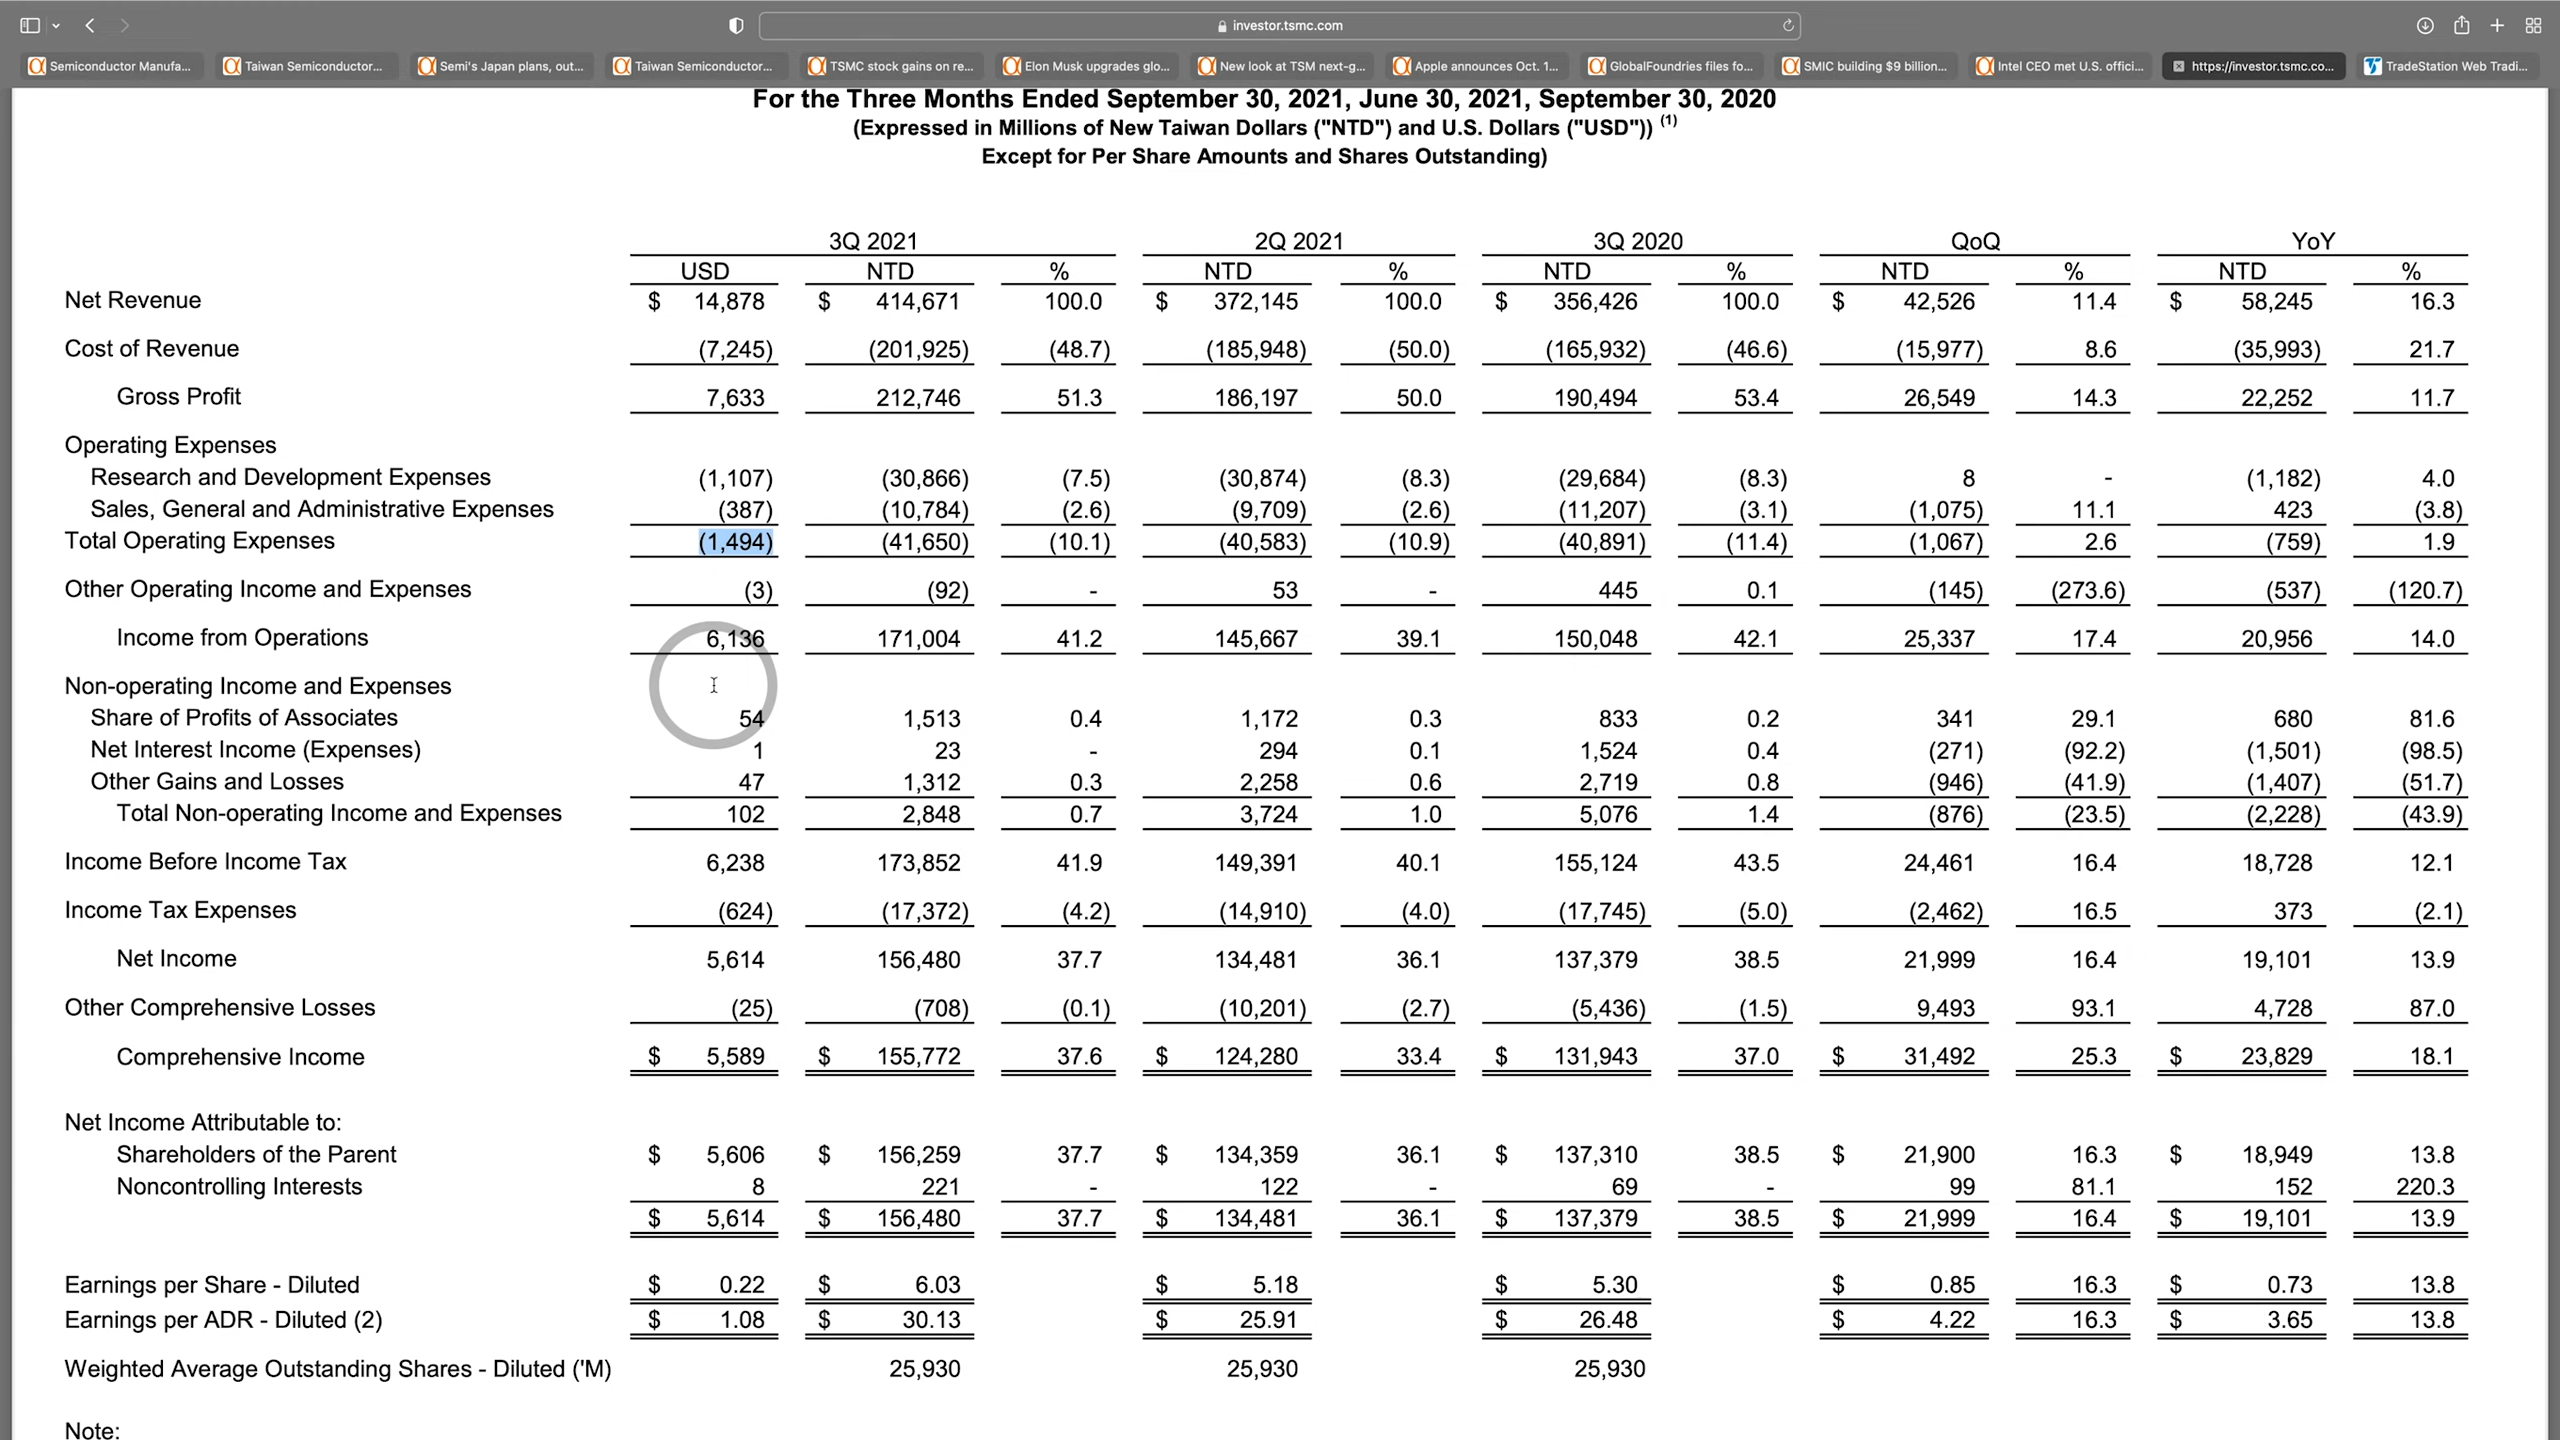 investor.tsmc.com
Semiconductor Manufa... Taiwan Semiconductor... Semi's Japan plans, out... Taiwan Semiconductor... TSMC stock gains on re... Elon Musk upgrades glo... New look at TSM next-g... Apple announces Oct. 1... GlobalFoundries files fo... SMIC building $9 billion... Intel CEO met U.S. offici... https://investor.tsmc.co... TradeStation Web Tradi...
For the Three Months Ended September 30, 2021, June 30, 2021, September 30, 2020
(Expressed in Millions of New Taiwan Dollars ("NTD") and U.S. Dollars ("USD")) (1)
Except for Per Share Amounts and Shares Outstanding)
3Q 2021 2Q 2021 3Q 2020 QoQ YoY
USD NTD % NTD % NTD % NTD % NTD %
Net Revenue $ 14,878 $ 414,671 100.0 $ 372,145 100.0 $ 356,426 100.0 $ 42,526 11.4 $ 58,245 16.3
Cost of Revenue (7,245) (201,925) (48.7) (185,948) (50.0) (165,932) (46.6) (15,977) 8.6 (35,993) 21.7
Gross Profit 7,633 212,746 51.3 186,197 50.0 190,494 53.4 26,549 14.3 22,252 11.7
Operating Expenses
Research and Development Expenses (1,107) (30,866) (7.5) (30,874) (8.3) (29,684) (8.3) 8 - (1,182) 4.0
Sales, General and Administrative Expenses (387) (10,784) (2.6) (9,709) (2.6) (11,207) (3.1) (1,075) 11.1 423 (3.8)
Total Operating Expenses (1,494) (41,650) (10.1) (40,583) (10.9) (40,891) (11.4) (1,067) 2.6 (759) 1.9
Other Operating Income and Expenses (3) (92) - 53 - 445 0.1 (145) (273.6) (537) (120.7)
Income from Operations 6,136 171,004 41.2 145,667 39.1 150,048 42.1 25,337 17.4 20,956 14.0
Non-operating Income and Expenses
Share of Profits of Associates 54 1,513 0.4 1,172 0.3 833 0.2 341 29.1 680 81.6
Net Interest Income (Expenses) 1 23 - 294 0.1 1,524 0.4 (271) (92.2) (1,501) (98.5)
Other Gains and Losses 47 1,312 0.3 2,258 0.6 2,719 0.8 (946) (41.9) (1,407) (51.7)
Total Non-operating Income and Expenses 102 2,848 0.7 3,724 1.0 5,076 1.4 (876) (23.5) (2,228) (43.9)
Income Before Income Tax 6,238 173,852 41.9 149,391 40.1 155,124 43.5 24,461 16.4 18,728 12.1
Income Tax Expenses (624) (17,372) (4.2) (14,910) (4.0) (17,745) (5.0) (2,462) 16.5 373 (2.1)
Net Income 5,614 156,480 37.7 134,481 36.1 137,379 38.5 21,999 16.4 19,101 13.9
Other Comprehensive Losses (25) (708) (0.1) (10,201) (2.7) (5,436) (1.5) 9,493 93.1 4,728 87.0
Comprehensive Income $ 5,589 $ 155,772 37.6 $ 124,280 33.4 $ 131,943 37.0 $ 31,492 25.3 $ 23,829 18.1
Net Income Attributable to:
Shareholders of the Parent $ 5,606 $ 156,259 37.7 $ 134,359 36.1 $ 137,310 38.5 $ 21,900 16.3 $ 18,949 13.8
Noncontrolling Interests 8 221 - 122 - 69 - 99 81.1 152 220.3
$ 5,614 $ 156,480 37.7 $ 134,481 36.1 $ 137,379 38.5 $ 21,999 16.4 $ 19,101 13.9
Earnings per Share - Diluted $ 0.22 $ 6.03 $ 5.18 $ 5.30 $ 0.85 16.3 $ 0.73 13.8
Earnings per ADR - Diluted (2) $ 1.08 $ 30.13 $ 25.91 $ 26.48 $ 4.22 16.3 $ 3.65 13.8
Weighted Average Outstanding Shares - Diluted ('M) 25,930 25,930 25,930
Note: